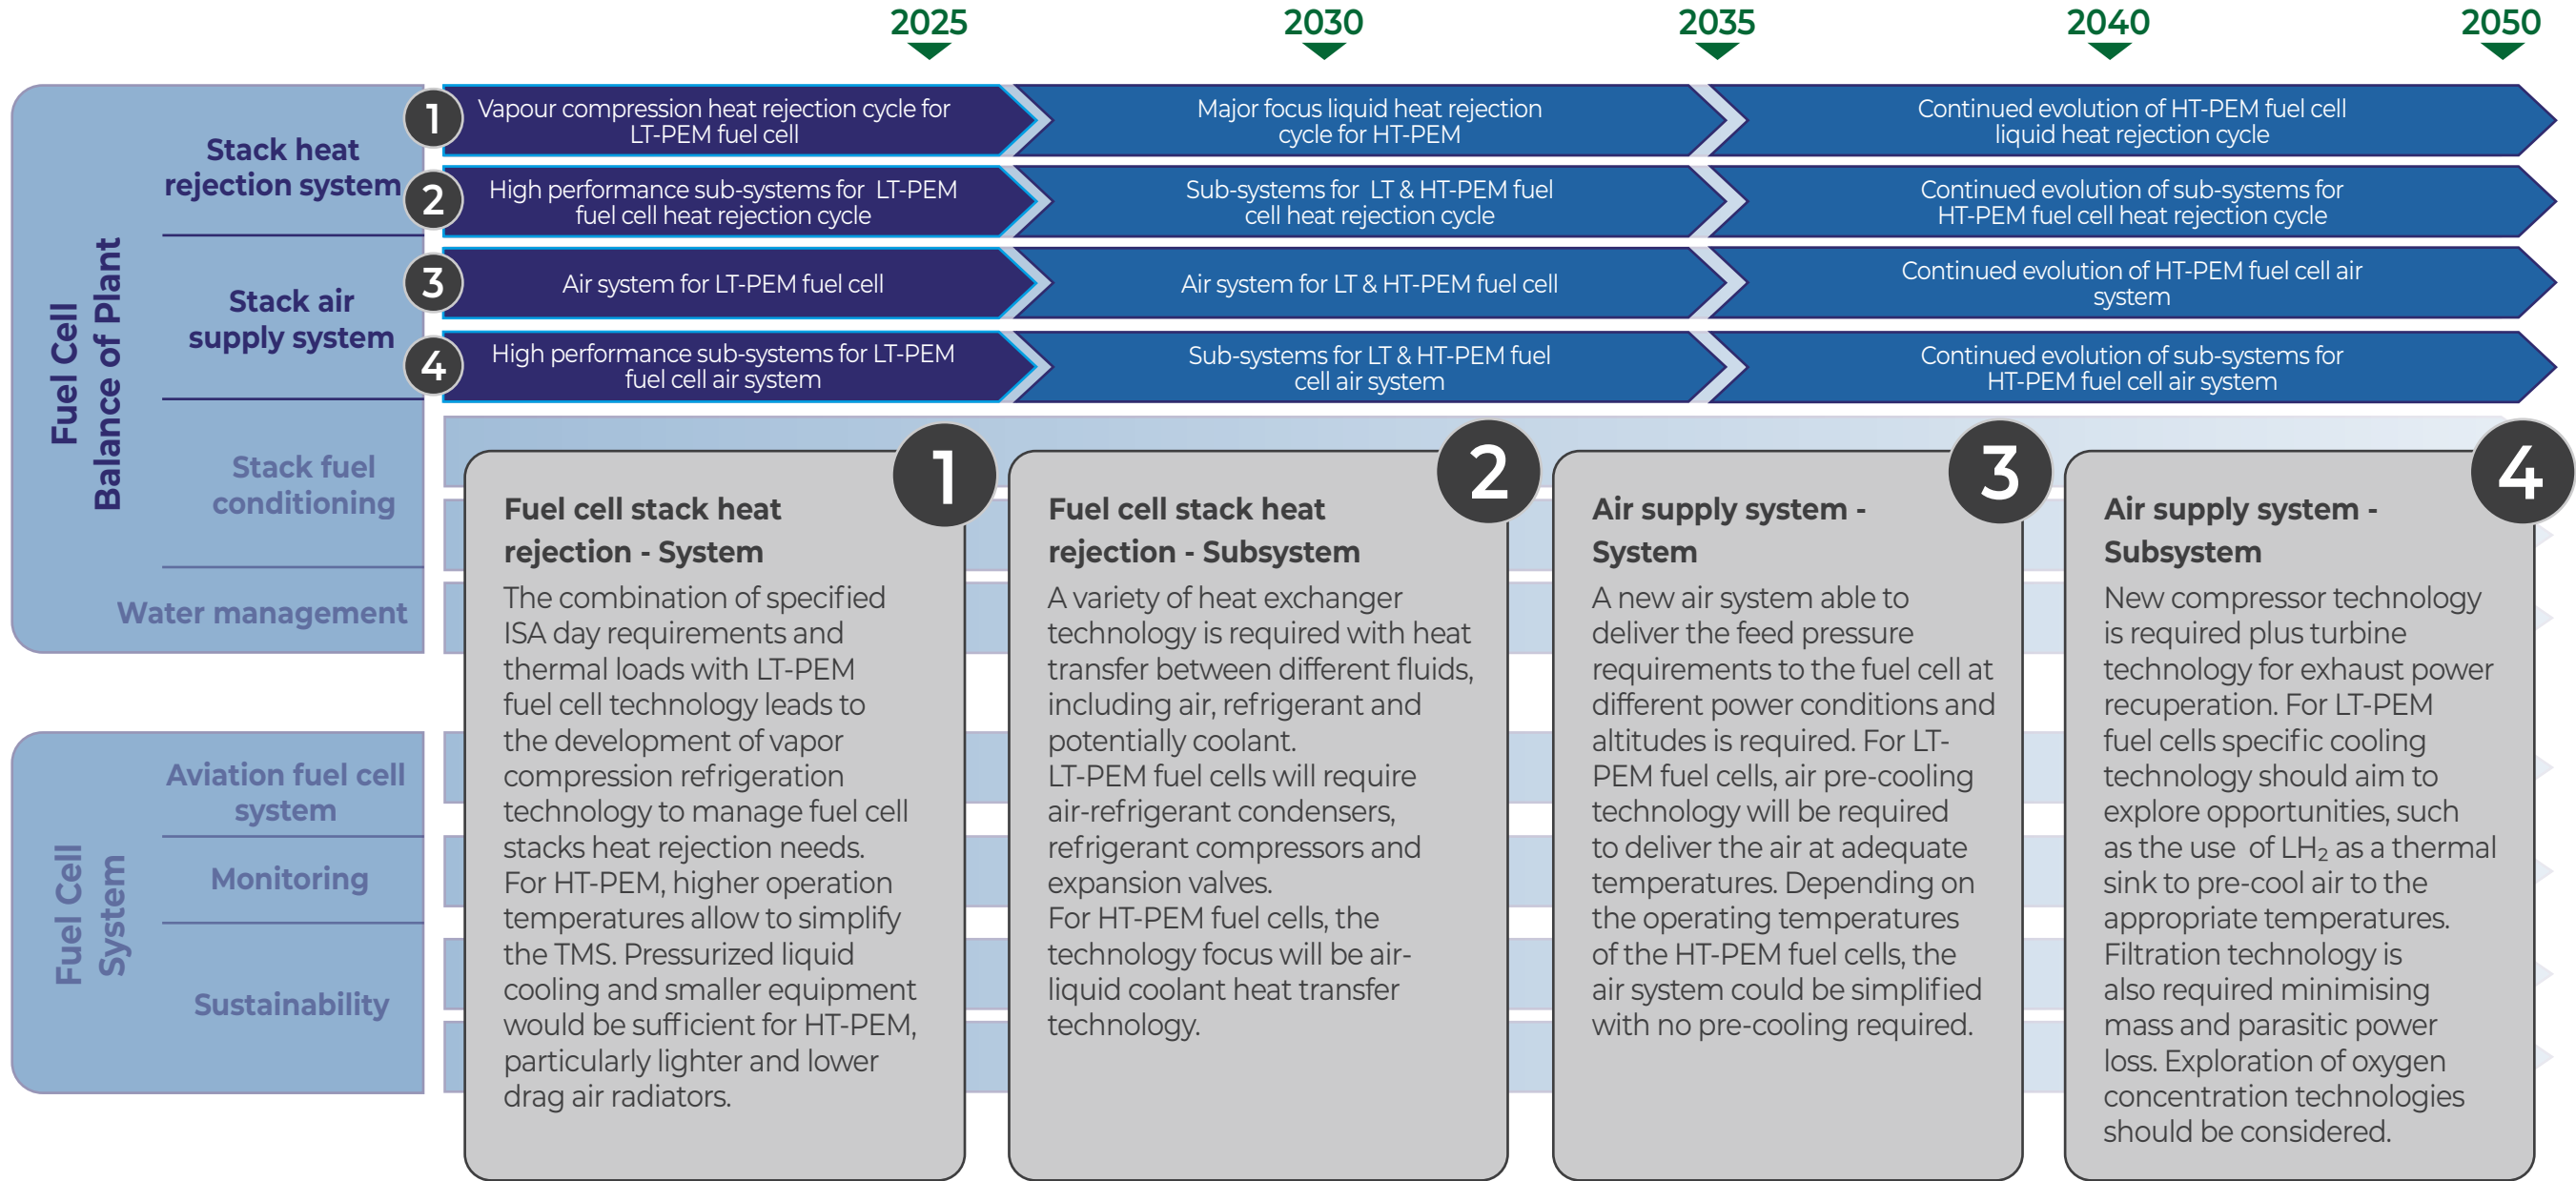 2025
2030
2035
2040
2050
Fuel Cell
Balance of Plant
Stack heat
rejection system
Stack air
supply system
Stack fuel
conditioning
Water management
1
Vapour compression heat rejection cycle for
LT-PEM fuel cell
Major focus liquid heat rejection
cycle for HT-PEM
Continued evolution of HT-PEM fuel cell
liquid heat rejection cycle
2
High performance sub-systems for LT-PEM
fuel cell heat rejection cycle
Sub-systems for LT & HT-PEM fuel
cell heat rejection cycle
Continued evolution of sub-systems for
HT-PEM fuel cell heat rejection cycle
3
Air system for LT-PEM fuel cell
Air system for LT & HT-PEM fuel cell
Continued evolution of HT-PEM fuel cell air
system
4
High performance sub-systems for LT-PEM
fuel cell air system
Sub-systems for LT & HT-PEM fuel
cell air system
Continued evolution of sub-systems for
HT-PEM fuel cell air system
Fuel Cell
System
Aviation fuel cell
system
Monitoring
Sustainability
1
Fuel cell stack heat
rejection - System
The combination of specified
ISA day requirements and
thermal loads with LT-PEM
fuel cell technology leads to
the development of vapor
compression refrigeration
technology to manage fuel cell
stacks heat rejection needs.
For HT-PEM, higher operation
temperatures allow to simplify
the TMS. Pressurized liquid
cooling and smaller equipment
would be sufficient for HT-PEM,
particularly lighter and lower
drag air radiators.
2
Fuel cell stack heat
rejection - Subsystem
A variety of heat exchanger
technology is required with heat
transfer between different fluids,
including air, refrigerant and
potentially coolant.
LT-PEM fuel cells will require
air-refrigerant condensers,
refrigerant compressors and
expansion valves.
For HT-PEM fuel cells, the
technology focus will be air-
liquid coolant heat transfer
technology.
3
Air supply system -
System
A new air system able to
deliver the feed pressure
requirements to the fuel cell at
different power conditions and
altitudes is required. For LT-
PEM fuel cells, air pre-cooling
technology will be required
to deliver the air at adequate
temperatures. Depending on
the operating temperatures
of the HT-PEM fuel cells, the
air system could be simplified
with no pre-cooling required.
4
Air supply system -
Subsystem
New compressor technology
is required plus turbine
technology for exhaust power
recuperation. For LT-PEM
fuel cells specific cooling
technology should aim to
explore opportunities, such
as the use of LH₂ as a thermal
sink to pre-cool air to the
appropriate temperatures.
Filtration technology is
also required minimising
mass and parasitic power
loss. Exploration of oxygen
concentration technologies
should be considered.